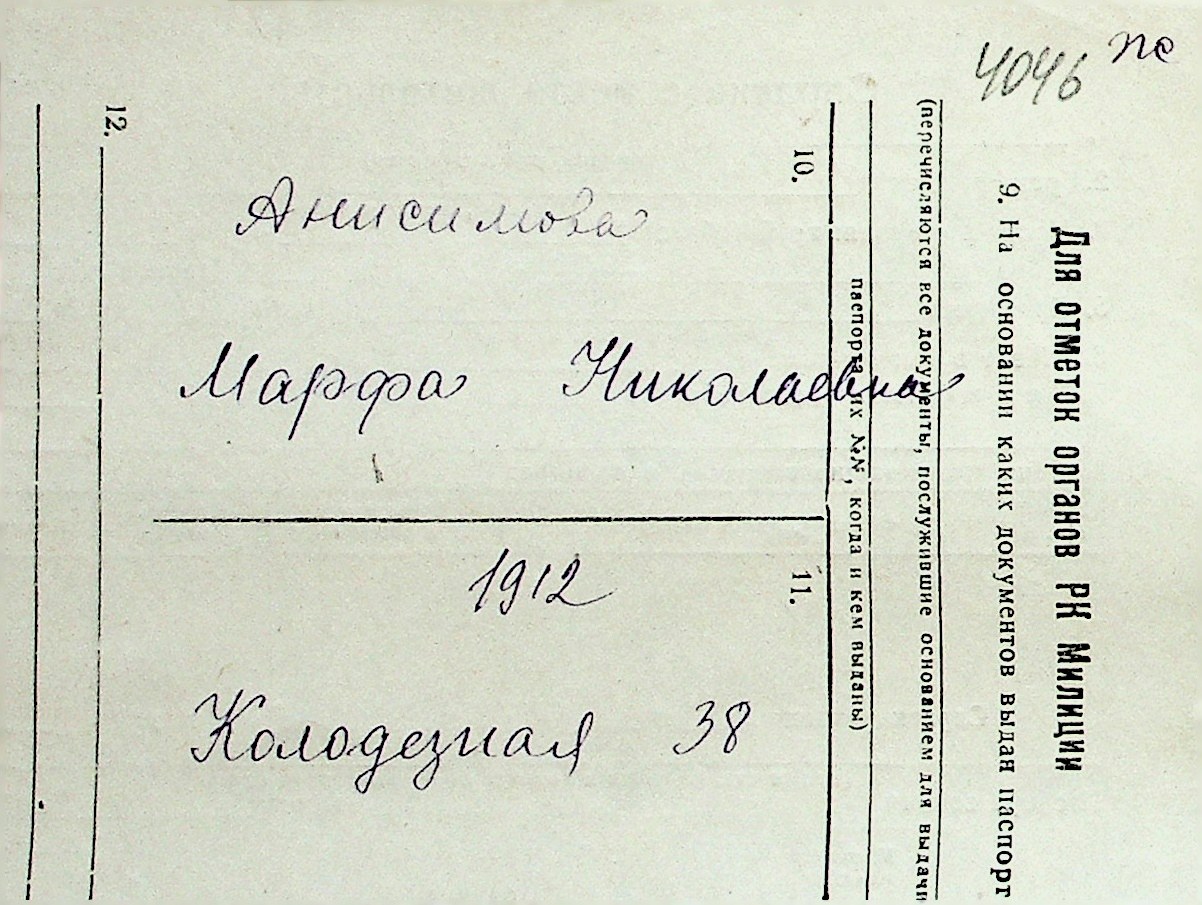 4046 пс
Анисимова
Марфа Николаевна
1912
Колодезная 38
Для отметок органов РК Милиции
9. На основании каких документов выдан паспорт
(перечисляются все документы, послужившие основанием для выдачи
паспорта их №№, когда и кем выданы)
10.
11.
12.